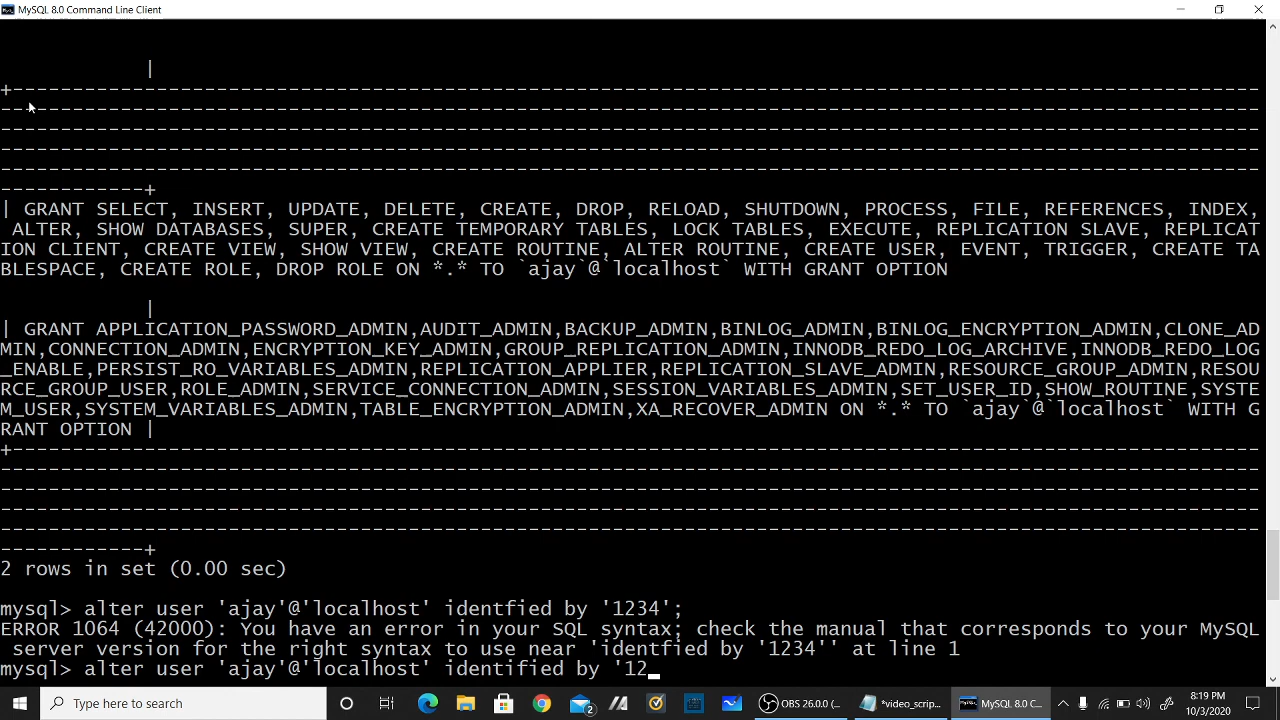 MySQL 8.0 Command Line Client
|
+--------------------------------------------------------------------------------------------------------
---------------------------------------------------------------------------------------------------------
---------------------------------------------------------------------------------------------------------
---------------------------------------------------------------------------------------------------------
---------------------------------------------------------------------------------------------------------
------------+
| GRANT SELECT, INSERT, UPDATE, DELETE, CREATE, DROP, RELOAD, SHUTDOWN, PROCESS, FILE, REFERENCES, INDEX,
ALTER, SHOW DATABASES, SUPER, CREATE TEMPORARY TABLES, LOCK TABLES, EXECUTE, REPLICATION SLAVE, REPLICAT
ION CLIENT, CREATE VIEW, SHOW VIEW, CREATE ROUTINE, ALTER ROUTINE, CREATE USER, EVENT, TRIGGER, CREATE TA
BLESPACE, CREATE ROLE, DROP ROLE ON *.* TO `ajay`@`localhost` WITH GRANT OPTION
|
| GRANT APPLICATION_PASSWORD_ADMIN,AUDIT_ADMIN,BACKUP_ADMIN,BINLOG_ADMIN,BINLOG_ENCRYPTION_ADMIN,CLONE_AD
MIN,CONNECTION_ADMIN,ENCRYPTION_KEY_ADMIN,GROUP_REPLICATION_ADMIN,INNODB_REDO_LOG_ARCHIVE,INNODB_REDO_LOG
_ENABLE,PERSIST_RO_VARIABLES_ADMIN,REPLICATION_APPLIER,REPLICATION_SLAVE_ADMIN,RESOURCE_GROUP_ADMIN,RESOU
RCE_GROUP_USER,ROLE_ADMIN,SERVICE_CONNECTION_ADMIN,SESSION_VARIABLES_ADMIN,SET_USER_ID,SHOW_ROUTINE,SYSTE
M_USER,SYSTEM_VARIABLES_ADMIN,TABLE_ENCRYPTION_ADMIN,XA_RECOVER_ADMIN ON *.* TO `ajay`@`localhost` WITH G
RANT OPTION |
+--------------------------------------------------------------------------------------------------------
---------------------------------------------------------------------------------------------------------
---------------------------------------------------------------------------------------------------------
---------------------------------------------------------------------------------------------------------
---------------------------------------------------------------------------------------------------------
------------+
2 rows in set (0.00 sec)
mysql> alter user 'ajay'@'localhost' identfied by '1234';
ERROR 1064 (42000): You have an error in your SQL syntax; check the manual that corresponds to your MySQL
server version for the right syntax to use near 'identfied by '1234'' at line 1
mysql> alter user 'ajay'@'localhost' identified by '12_
Type here to search 2 OBS 26.0.0 (... *video_scrip... MySQL 8.0 C... 8:19 PM
10/3/2020